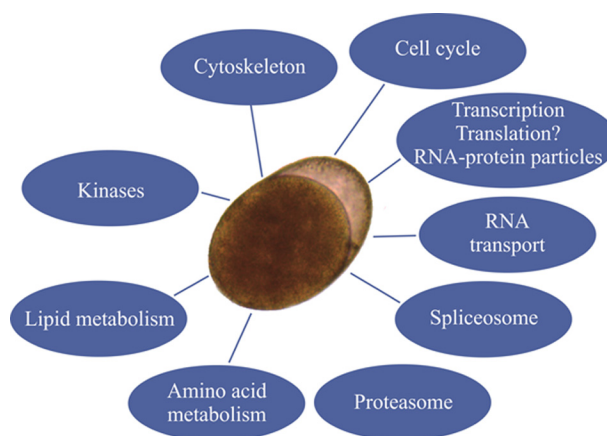 Cell cycle
Cytoskeleton
Transcription
Translation?
RNA-protein particles
Kinases
RNA
transport
Lipid metabolism
Spliceosome
Amino acid
metabolism
Proteasome